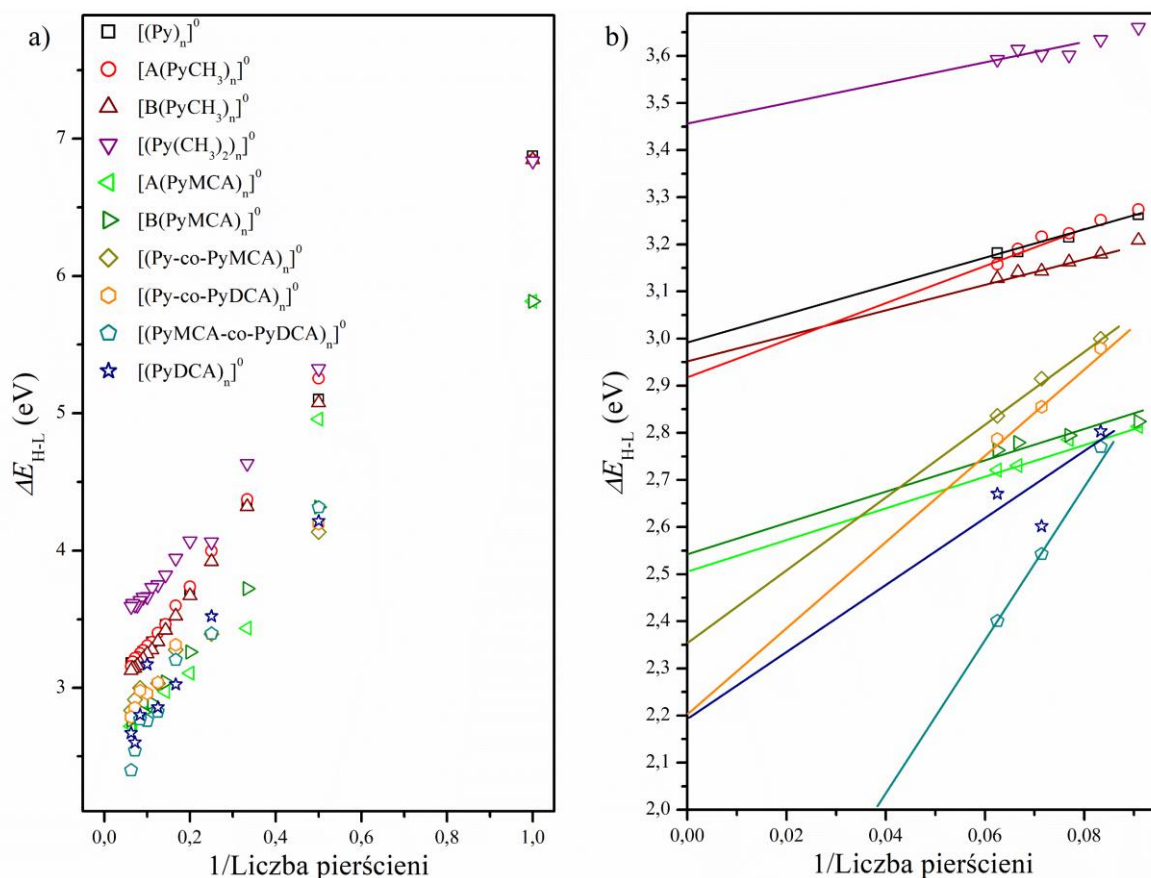 a)
[(Py)n]0
[A(PyCH3)n]0
[B(PyCH3)n]0
[(Py(CH3)2)n]0
[A(PyMCA)n]0
[B(PyMCA)n]0
[(Py-co-PyMCA)n]0
[(Py-co-PyDCA)n]0
[(PyMCA-co-PyDCA)n]0
[(PyDCA)n]0
7
6
5
4
3
ΔEH-L (eV)
0,0 0,2 0,4 0,6 0,8 1,0
1/Liczba pierścieni
b)
3,6
3,5
3,4
3,3
3,2
3,1
3,0
2,9
2,8
2,7
2,6
2,5
2,4
2,3
2,2
2,1
2,0
ΔEH-L (eV)
0,00 0,02 0,04 0,06 0,08
1/Liczba pierścieni